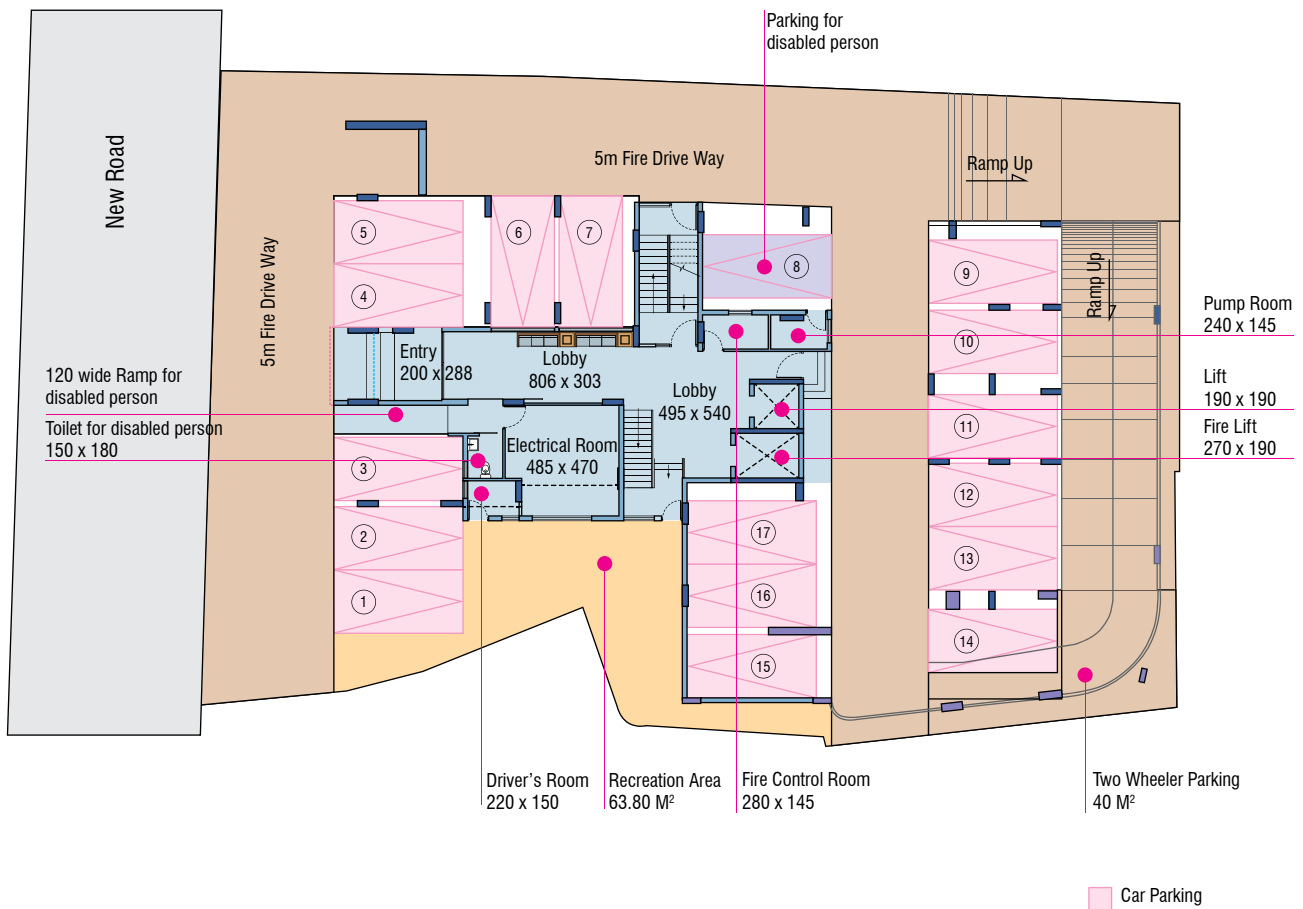 Parking for
disabled person
New Road
5m Fire Drive Way
Ramp Up
5m Fire Drive Way
5
6
7
8
9
4
Ramp Up
Pump Room
240 x 145
10
Entry
200 x 288
Lobby
806 x 303
Lobby
495 x 540
120 wide Ramp for
disabled person
Lift
190 x 190
Toilet for disabled person
150 x 180
Electrical Room
485 x 470
11
Fire Lift
270 x 190
3
12
2
17
13
1
16
14
15
Driver's Room
220 x 150
Recreation Area
63.80 M²
Fire Control Room
280 x 145
Two Wheeler Parking
40 M²
Car Parking